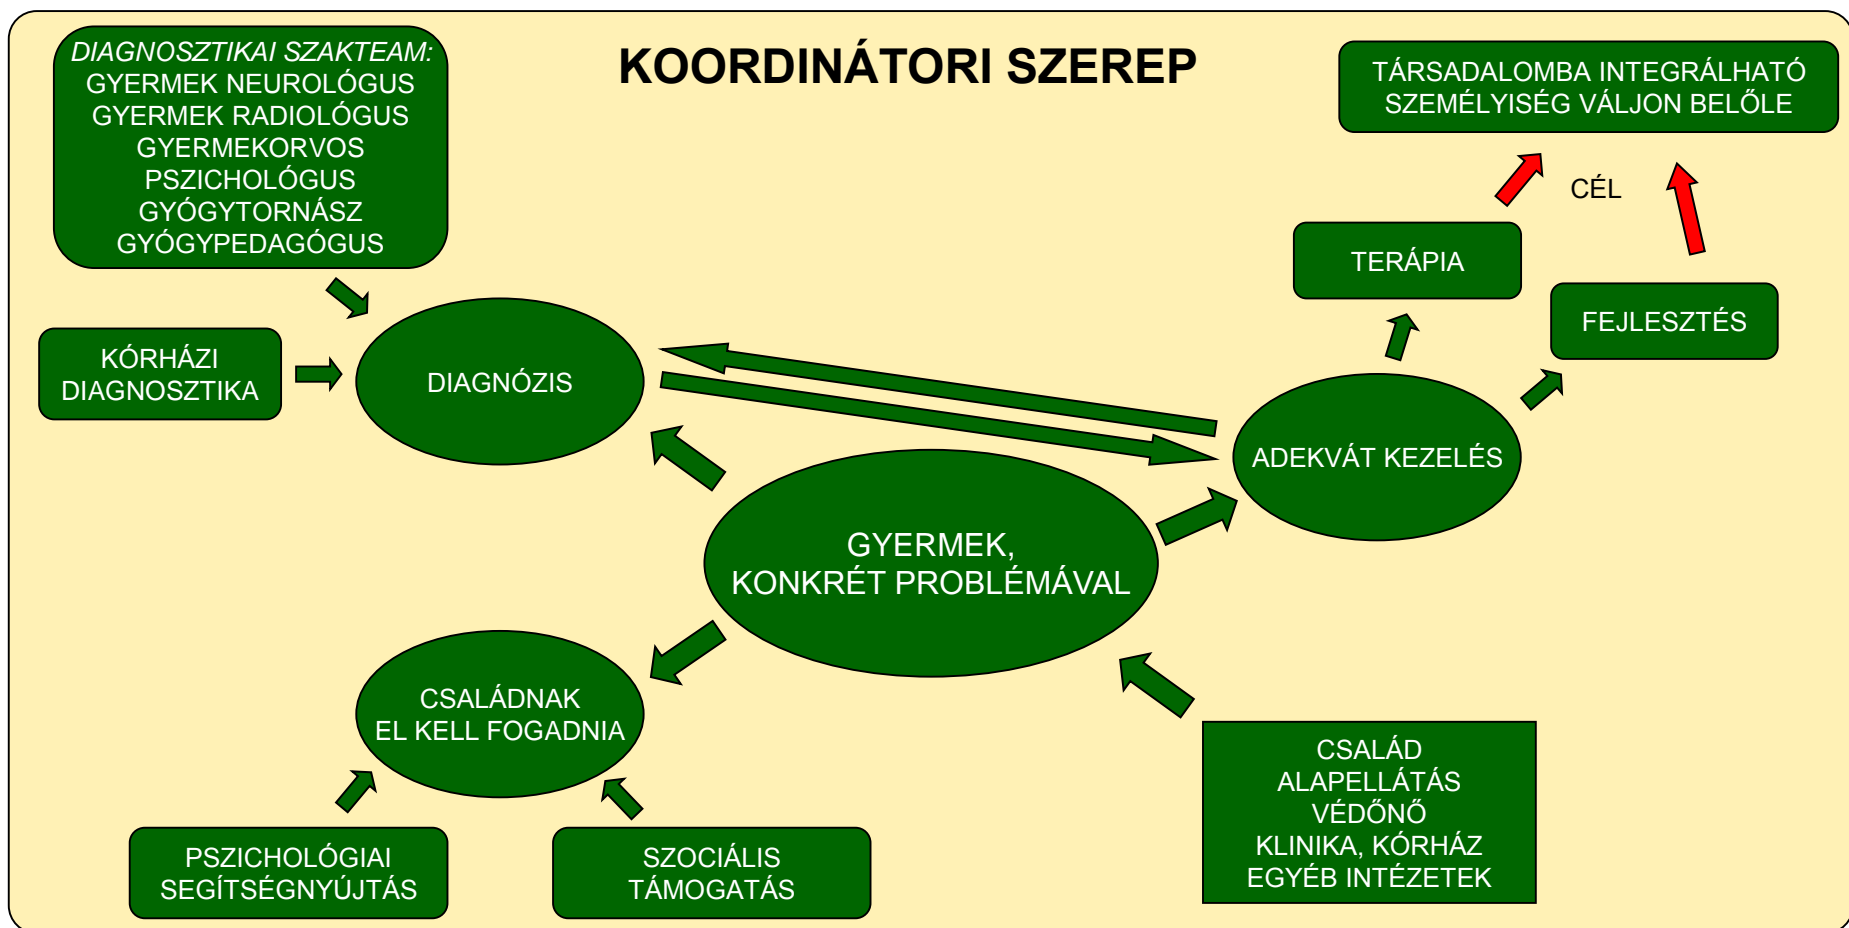 KOORDINÁTORI SZEREP
DIAGNOSZTIKAI SZAKTEAM:
GYERMEK NEUROLÓGUS
GYERMEK RADIOLÓGUS
GYERMEKORVOS
PSZICHOLÓGUS
GYÓGYTORNÁSZ
GYÓGYPEDAGÓGUS
TÁRSADALOMBA INTEGRÁLHATÓ
SZEMÉLYISÉG VÁLJON BELŐLE
CÉL
TERÁPIA
FEJLESZTÉS
KÓRHÁZI
DIAGNOSZTIKA
DIAGNÓZIS
ADEKVÁT KEZELÉS
GYERMEK,
KONKRÉT PROBLÉMÁVAL
CSALÁDNAK
EL KELL FOGADNIA
CSALÁD
ALAPELLÁTÁS
VÉDŐNŐ
KLINIKA, KÓRHÁZ
EGYÉB INTÉZETEK
PSZICHOLÓGIAI
SEGÍTSÉGNYÚJTÁS
SZOCIÁLIS
TÁMOGATÁS